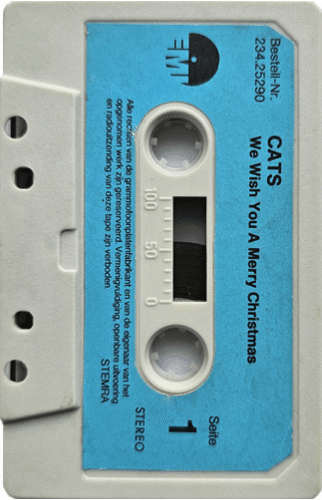 Bestell-Nr.
234.25290
CATS
We Wish You A Merry Christmas
EMI
Seite:
1
100 50 0
STEREO
Alle rechten van de grammofoonplatenfabrikant en van de eigenaar van het
opgenomen werk zijn gereserveerd. Vermenigvuldiging, openbare uitvoering
en radiouitzending van deze tape zijn verboden.
STEMRA